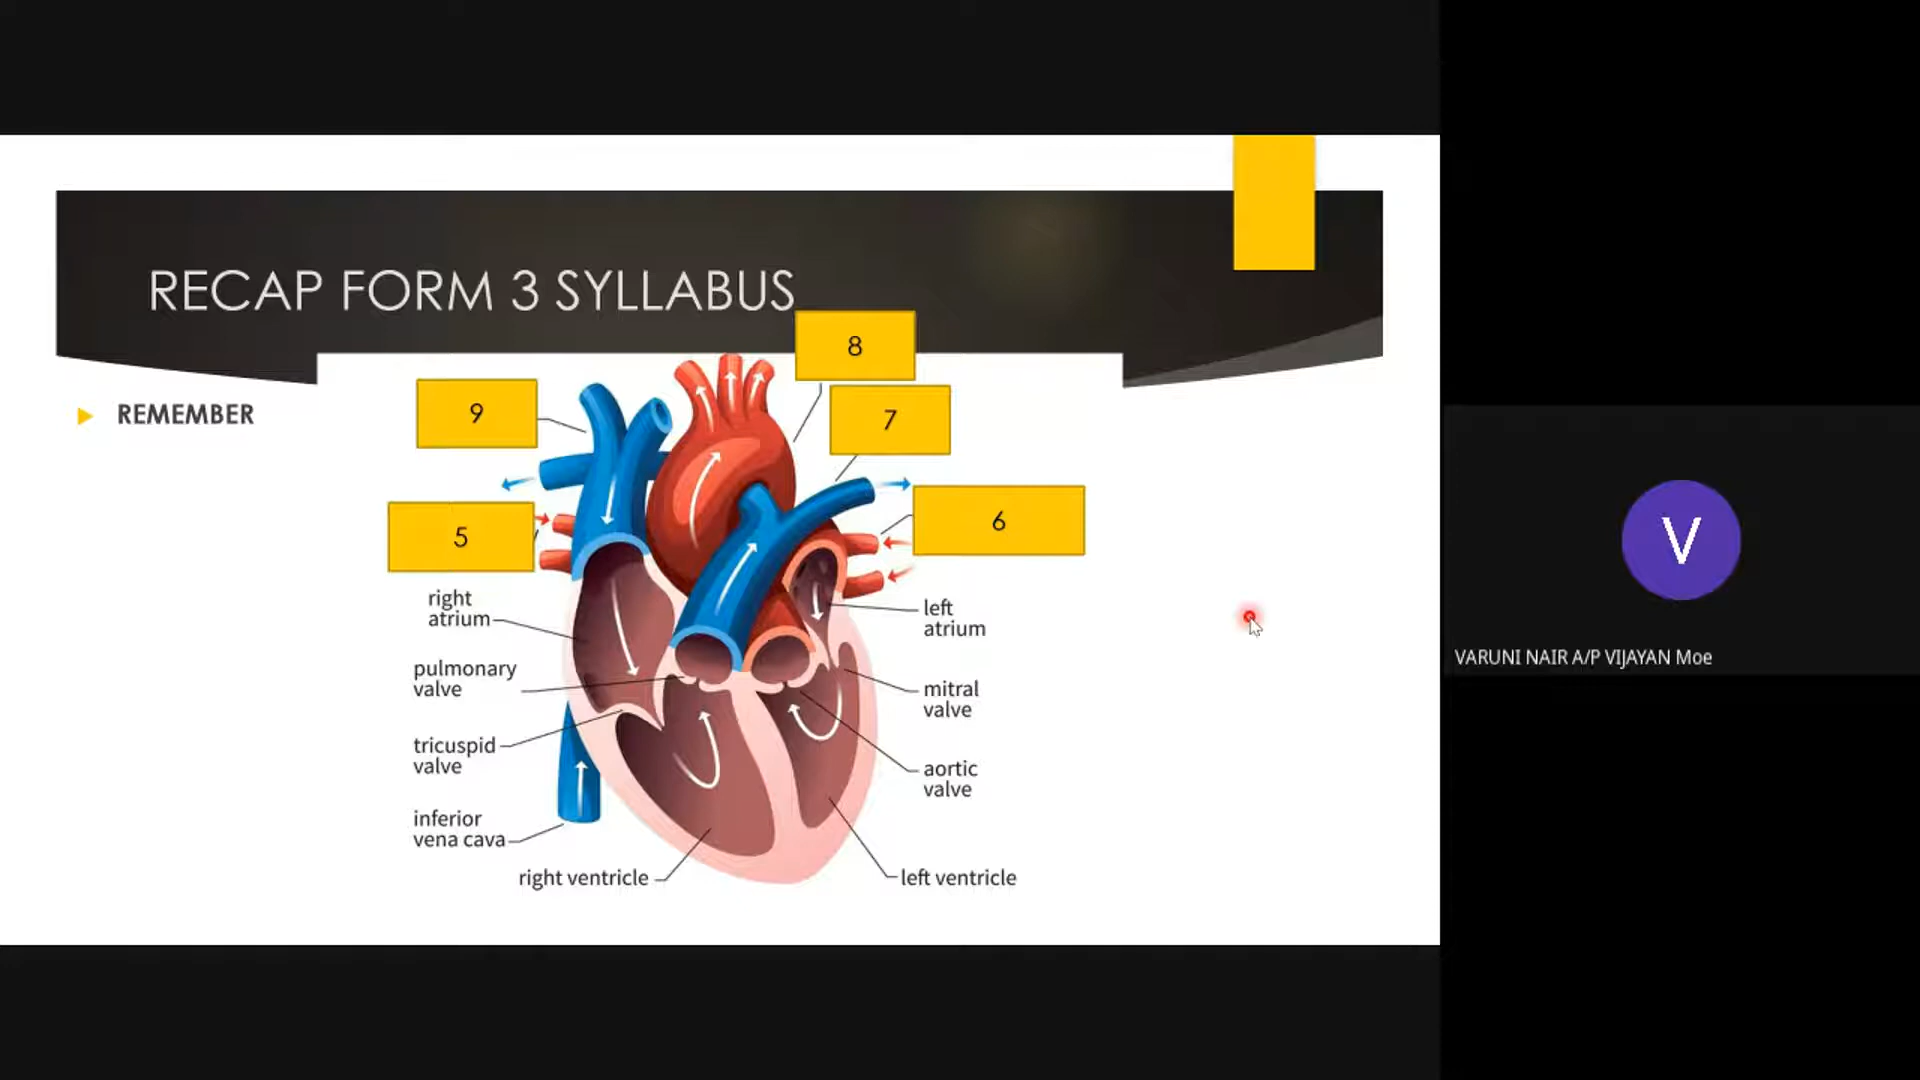 RECAP FORM 3 SYLLABUS
REMEMBER
8
9
7
5
6
right
atrium
left
atrium
pulmonary
valve
mitral
valve
tricuspid
valve
aortic
valve
inferior
vena cava
right ventricle
left ventricle
V
VARUNI NAIR A/P VIJAYAN Moe